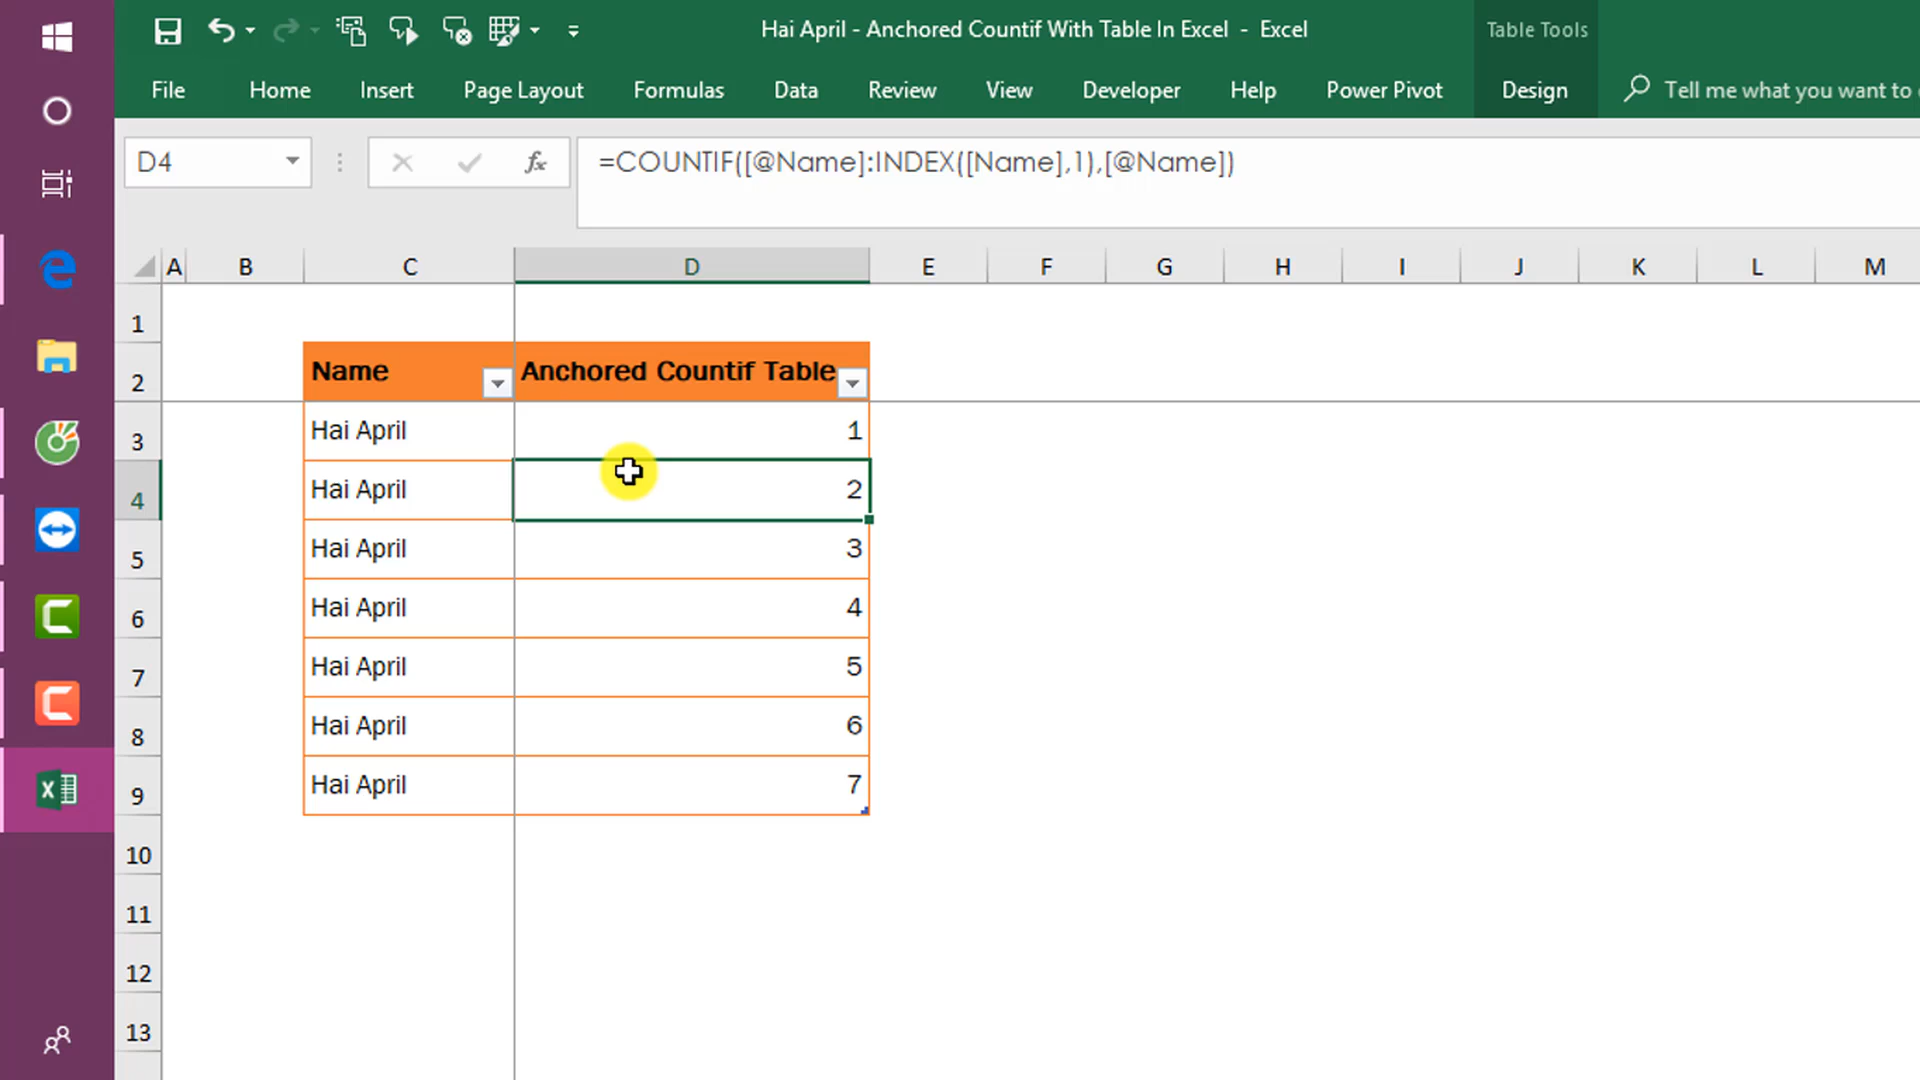 Hai April - Anchored Countif With Table In Excel - Excel
Table Tools
File Home Insert Page Layout Formulas Data Review View Developer Help Power Pivot Design Tell me what you want to
D4 fx =COUNTIF([@Name]:INDEX([Name],1),[@Name])
A B C D E F G H I J K L M
1
2 Name Anchored Countif Table
3 Hai April 1
4 Hai April 2
5 Hai April 3
6 Hai April 4
7 Hai April 5
8 Hai April 6
9 Hai April 7
10
11
12
13